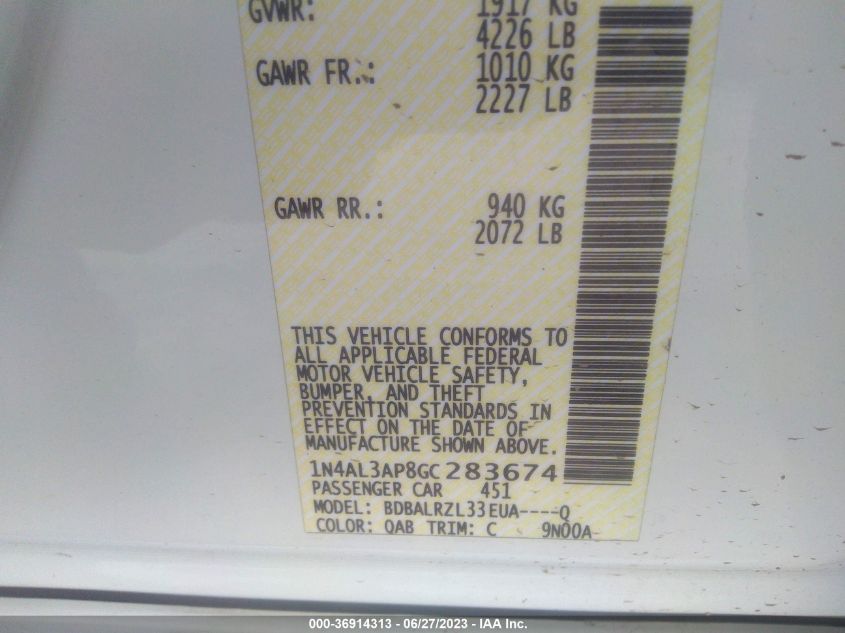 GVWR: 1917 KG
4226 LB
GAWR FR.: 1010 KG
2227 LB
GAWR RR.: 940 KG
2072 LB
THIS VEHICLE CONFORMS TO
ALL APPLICABLE FEDERAL
MOTOR VEHICLE SAFETY,
BUMPER, AND THEFT
PREVENTION STANDARDS IN
EFFECT ON THE DATE OF
MANUFACTURE SHOWN ABOVE.
1N4AL3AP8GC283674
PASSENGER CAR 451
MODEL: BDBALRZL33EUA----Q
COLOR: QAB TRIM: C 9N00A
000-36914313 - 06/27/2023 - IAA Inc.